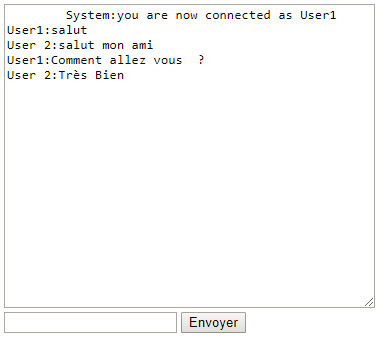 System:you are now connected as User1
User1:salut
User 2:salut mon ami
User1:Comment allez vous  ?
User 2:Très Bien
Envoyer